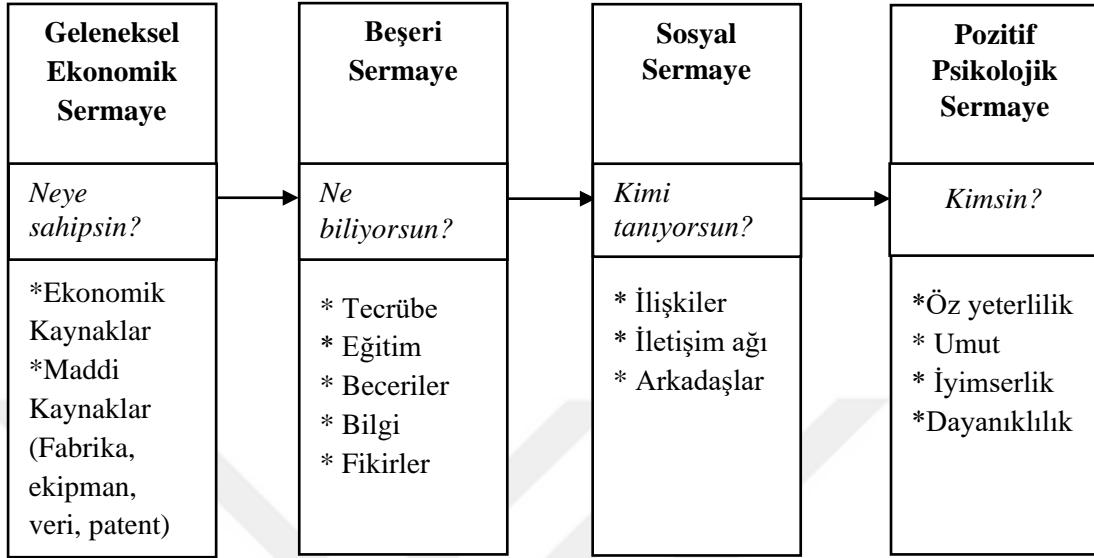 Geleneksel
Ekonomik
Sermaye
Neye
sahipsin?
*Ekonomik
Kaynaklar
*Maddi
Kaynaklar
(Fabrika,
ekipman,
veri, patent)
Beşeri
Sermaye
Ne
biliyorsun?
* Tecrübe
* Eğitim
* Beceriler
* Bilgi
* Fikirler
Sosyal
Sermaye
Kimi
tanıyorsun?
* İlişkiler
* İletişim ağı
* Arkadaşlar
Pozitif
Psikolojik
Sermaye
Kimsin?
*Öz yeterlilik
* Umut
* İyimserlik
*Dayanıklılık